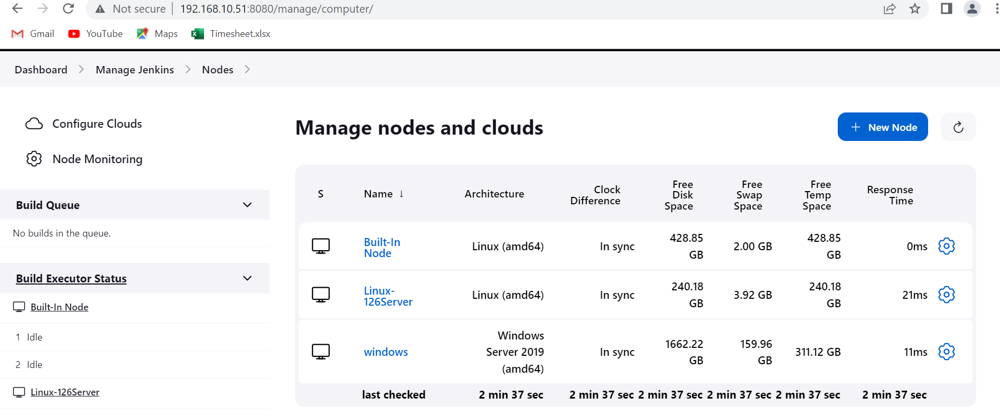 Not secure | 192.168.10.51:8080/manage/computer/
Gmail YouTube Maps Timesheet.xlsx
Dashboard Manage Jenkins Nodes
Configure Clouds
Node Monitoring
Build Queue
No builds in the queue.
Build Executor Status
Built-In Node
1 Idle
2 Idle
Linux-126Server
Manage nodes and clouds
+ New Node
S Name ↓ Architecture Clock Difference Free Disk Space Free Swap Space Free Temp Space Response Time
Built-In Node Linux (amd64) In sync 428.85 GB 2.00 GB 428.85 GB 0ms
Linux-126Server Linux (amd64) In sync 240.18 GB 3.92 GB 240.18 GB 21ms
windows Windows Server 2019 (amd64) In sync 1662.22 GB 159.96 GB 311.12 GB 11ms
last checked 2 min 37 sec 2 min 37 sec 2 min 37 sec 2 min 37 sec 2 min 37 sec 2 min 37 sec